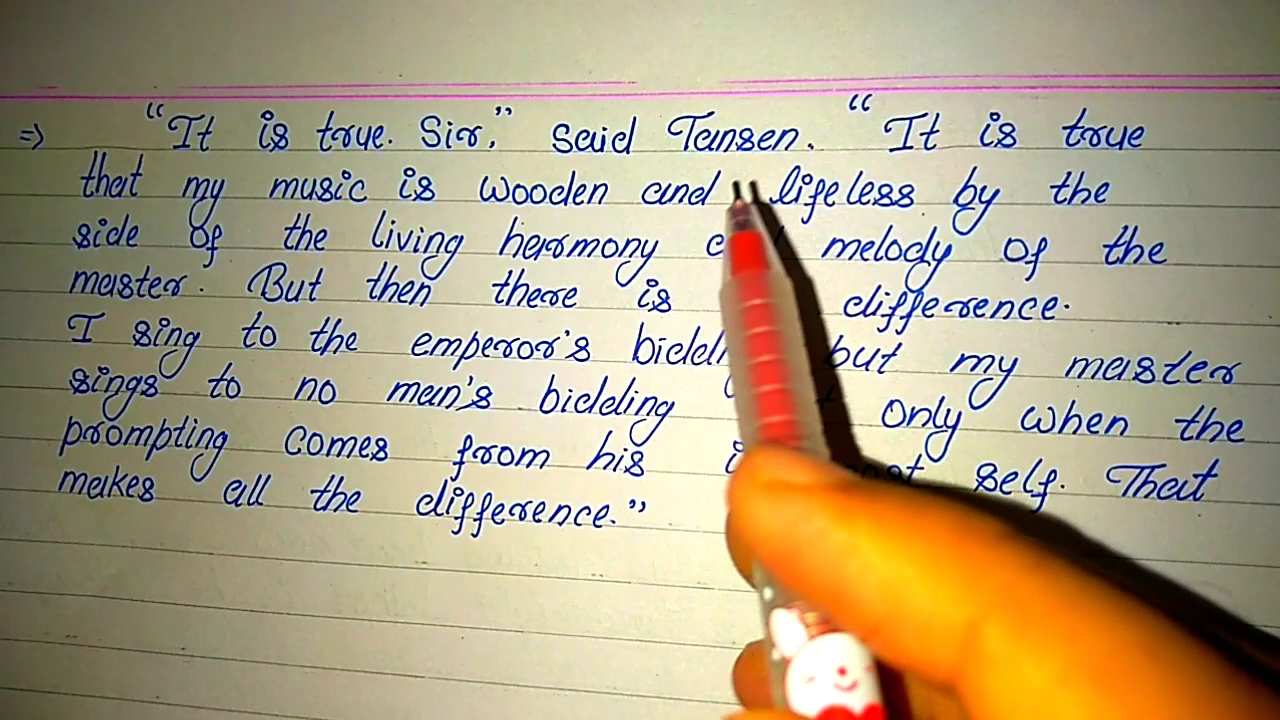 ⇒ "It is true. Sir," said Tansen. "It is true
that my music is wooden and lifeless by the
side of the living harmony melody of the
master. But then there is difference.
I sing to the emperor's but my master
sings to no man's bidding only when the
prompting comes from his self. That
makes all the difference."